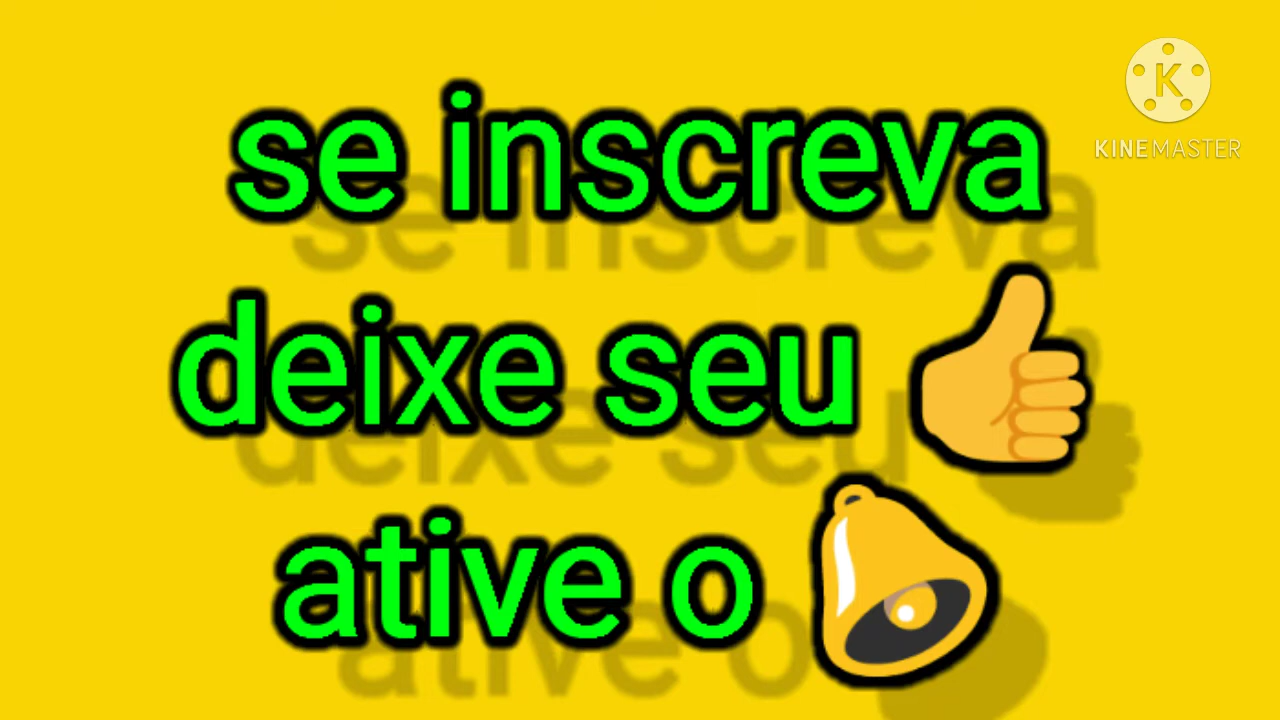 K
KINEMASTER
se inscreva
deixe seu 👍
ative o 🔔